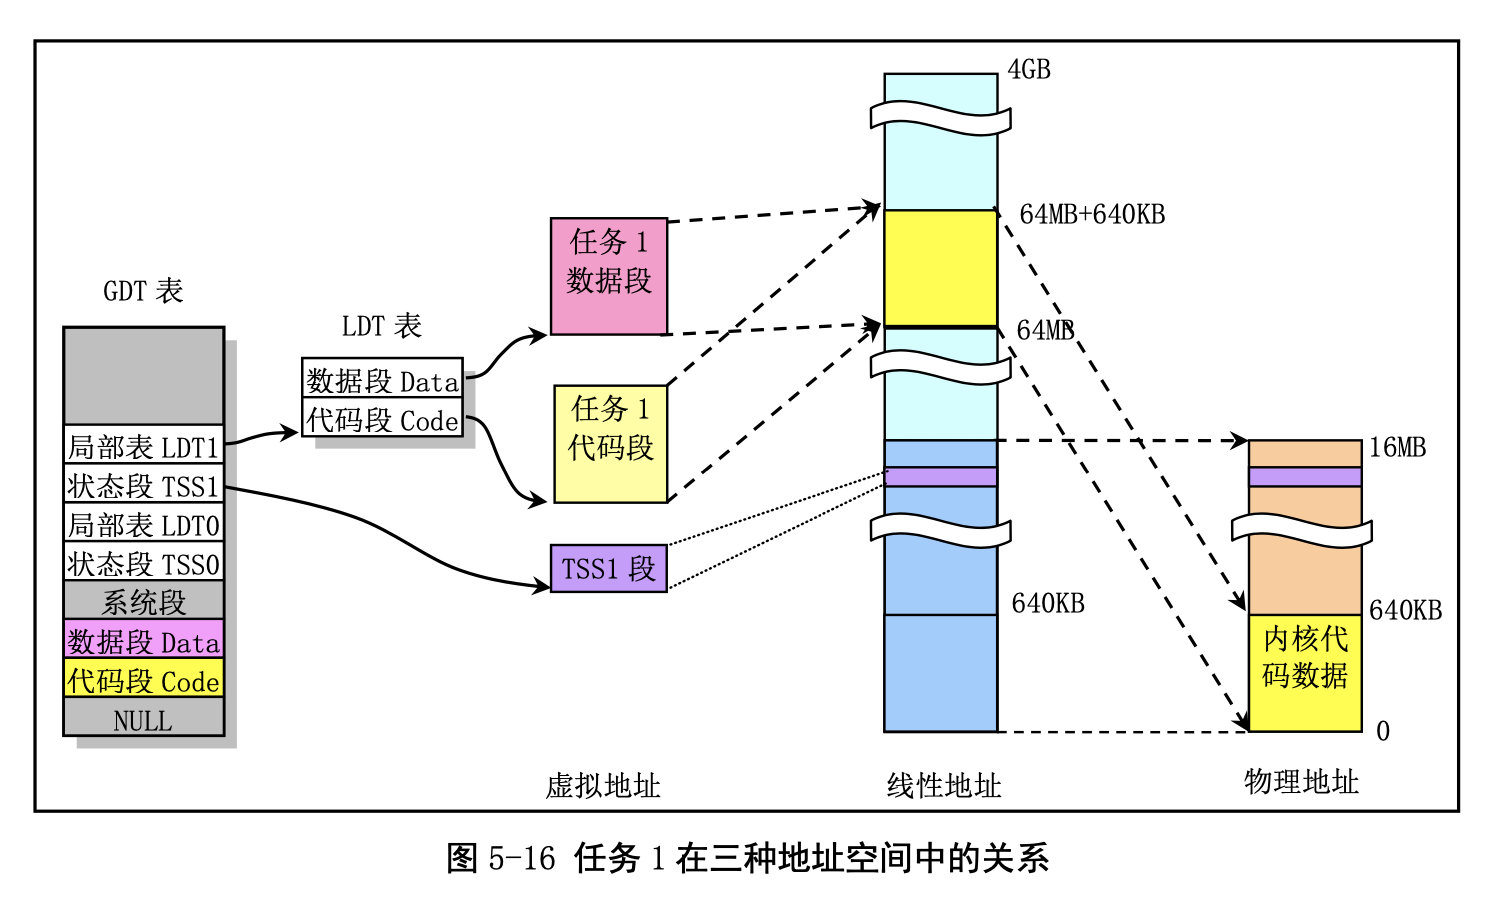 4GB
64MB+640KB
任务 1
数据段
GDT 表
LDT 表
64MB
数据段 Data
代码段 Code
任务 1
代码段
局部表 LDT1
状态段 TSS1
局部表 LDT0
状态段 TSS0
系统段
数据段 Data
代码段 Code
NULL
TSS1 段
16MB
640KB
640KB
内核代
码数据
0
虚拟地址
线性地址
物理地址
图 5-16 任务 1 在三种地址空间中的关系